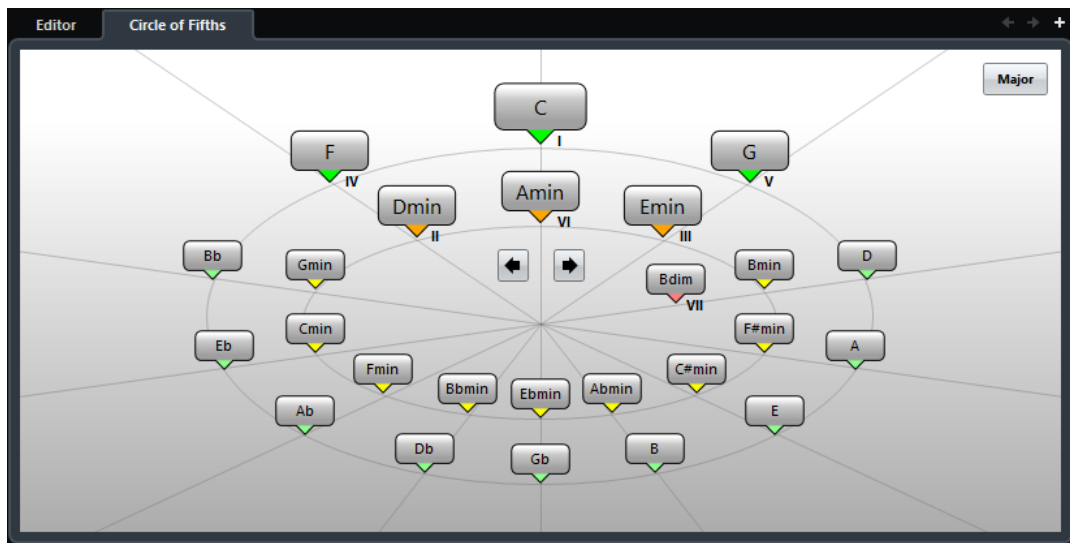 Editor Circle of Fifths
+
Major
C
I
F G
IV V
Amin
Dmin Emin
VI
II III
Bb D
Gmin Bmin
Bdim
VII
Cmin F#min
Eb A
Fmin C#min
Bbmin Ebmin Abmin
Ab E
Db B
Gb